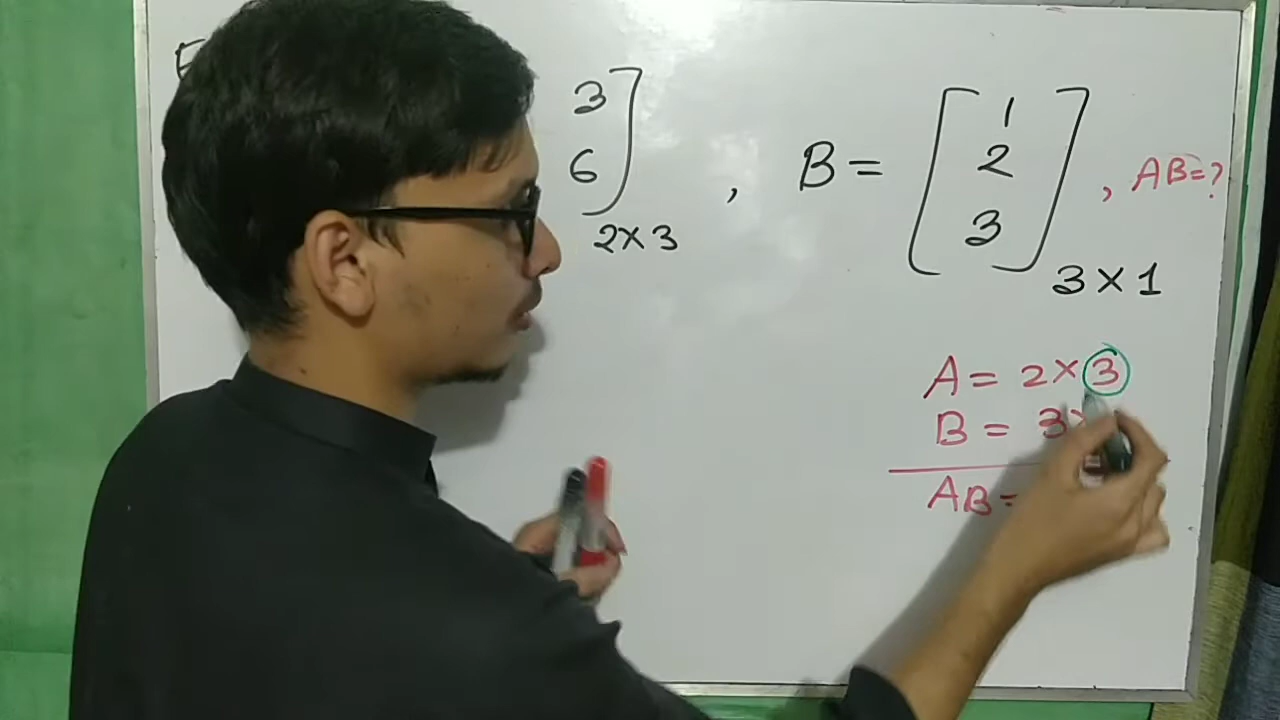 3
6
2×3
, B = [1
2
3]
3×1
, AB=?
A = 2×3
B = 3×
AB=